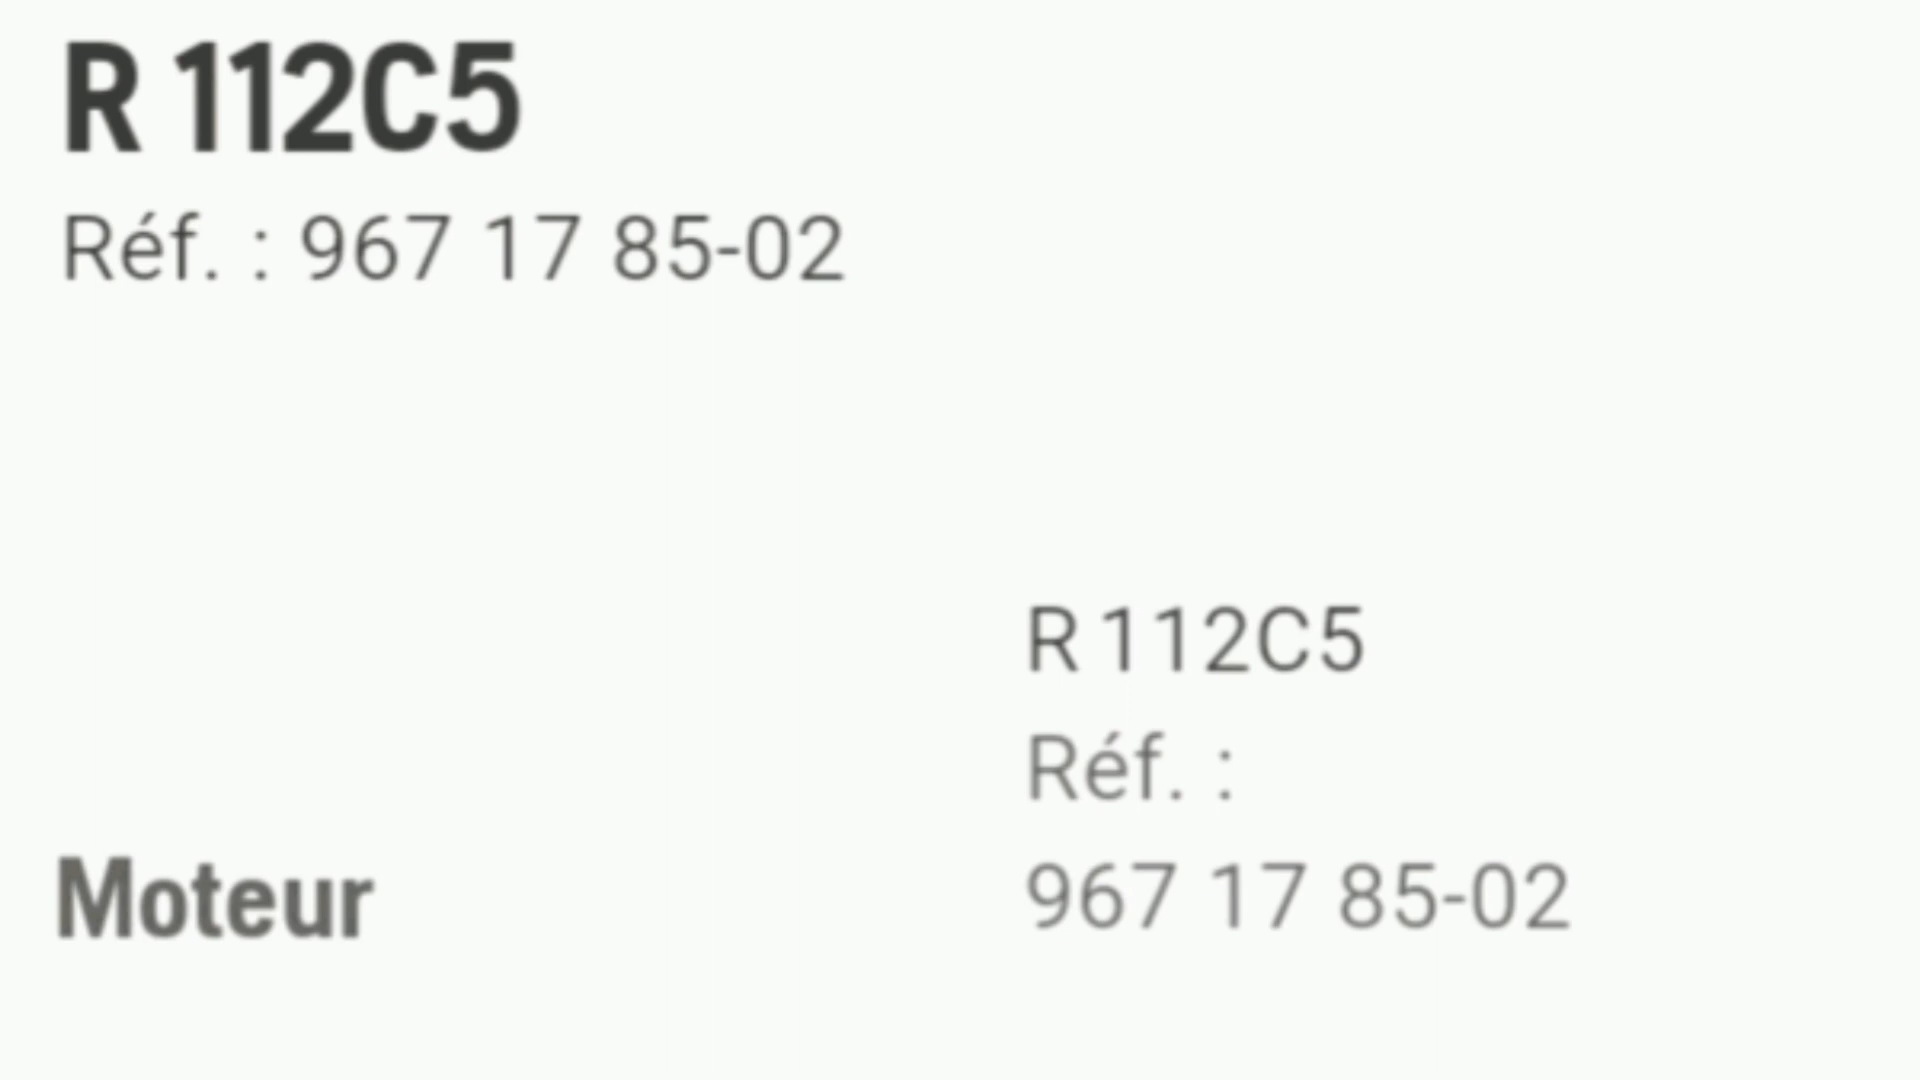 R 112C5
Réf. : 967 17 85-02
R 112C5
Réf. :
Moteur
967 17 85-02